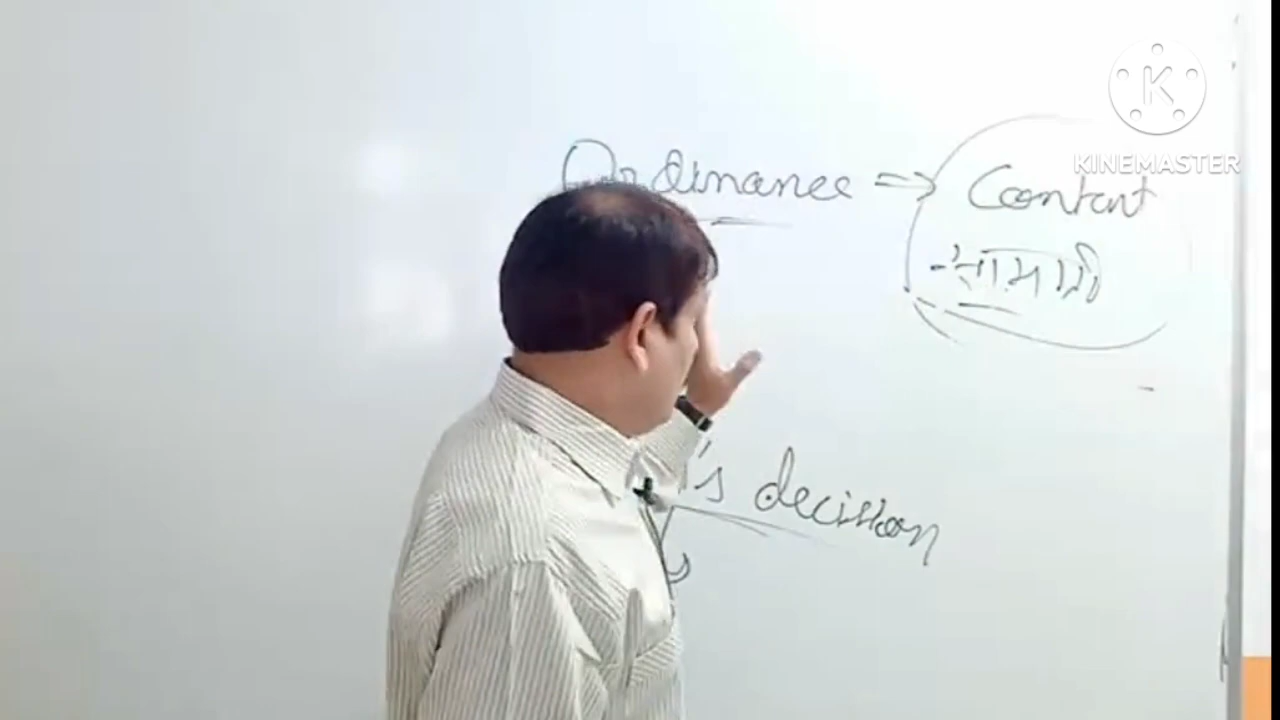 Ordinance => Content
KINEMASTER
- सामग्री
's decision